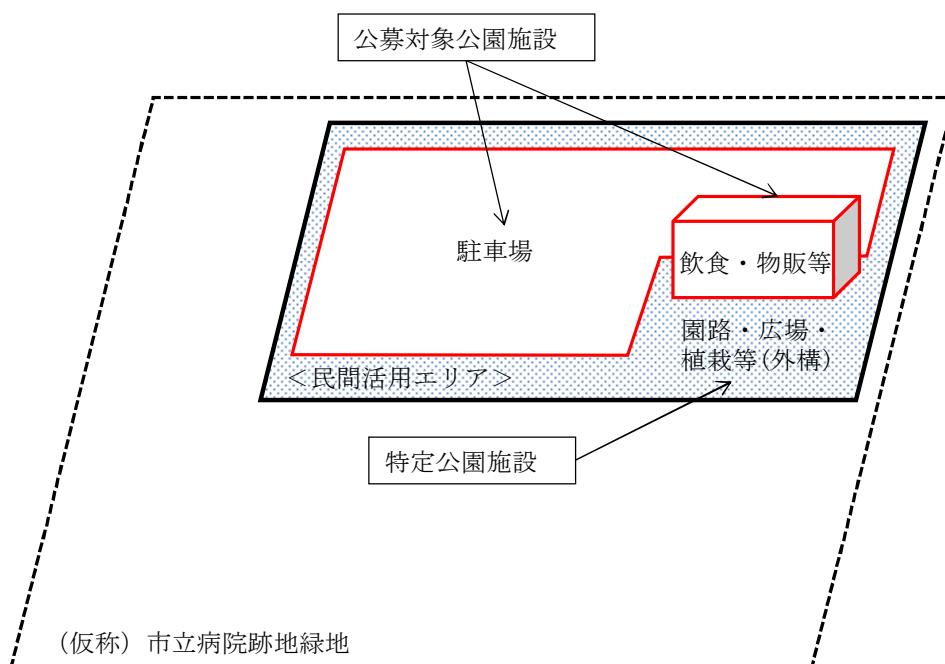 公募対象公園施設
駐車場
飲食・物販等
園路・広場・
植栽等(外構)
＜民間活用エリア＞
特定公園施設
（仮称）市立病院跡地緑地